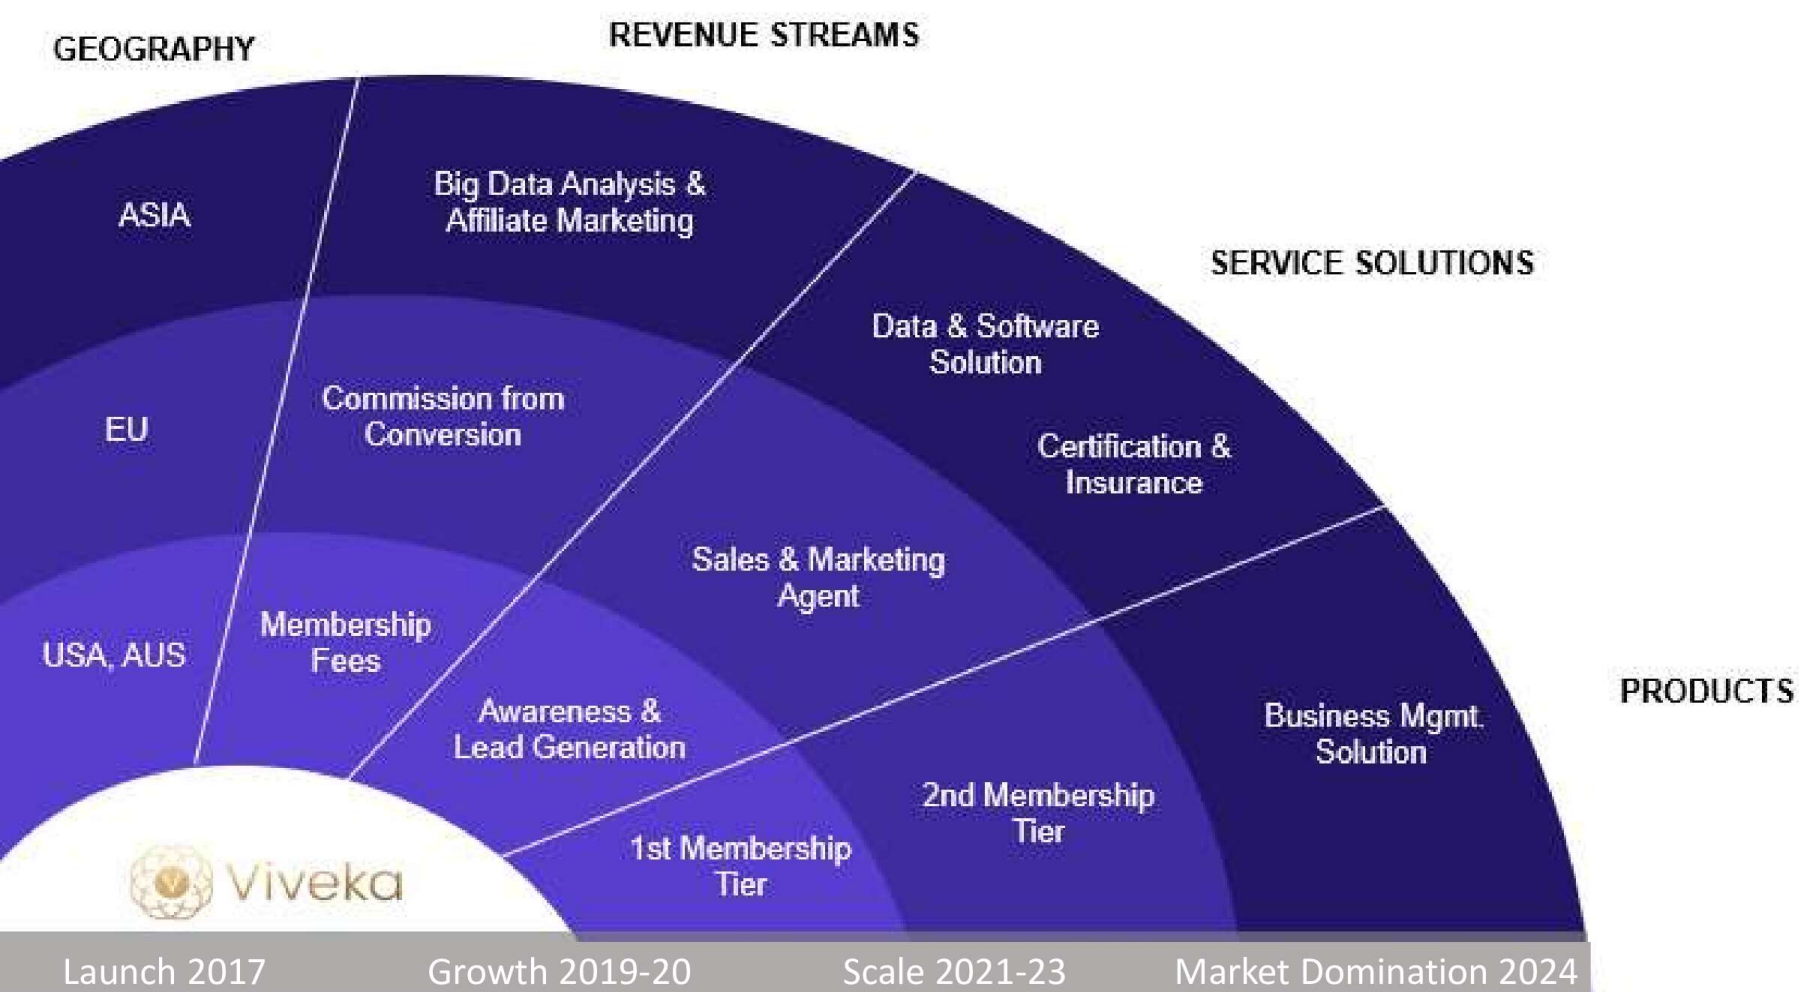 GEOGRAPHY
REVENUE STREAMS
SERVICE SOLUTIONS
PRODUCTS
ASIA
Big Data Analysis &
Affiliate Marketing
Data & Software
Solution
Certification &
Insurance
Business Mgmt.
Solution
EU
Commission from
Conversion
Sales & Marketing
Agent
2nd Membership
Tier
USA, AUS
Membership
Fees
Awareness &
Lead Generation
1st Membership
Tier
Viveka
Launch 2017
Growth 2019-20
Scale 2021-23
Market Domination 2024